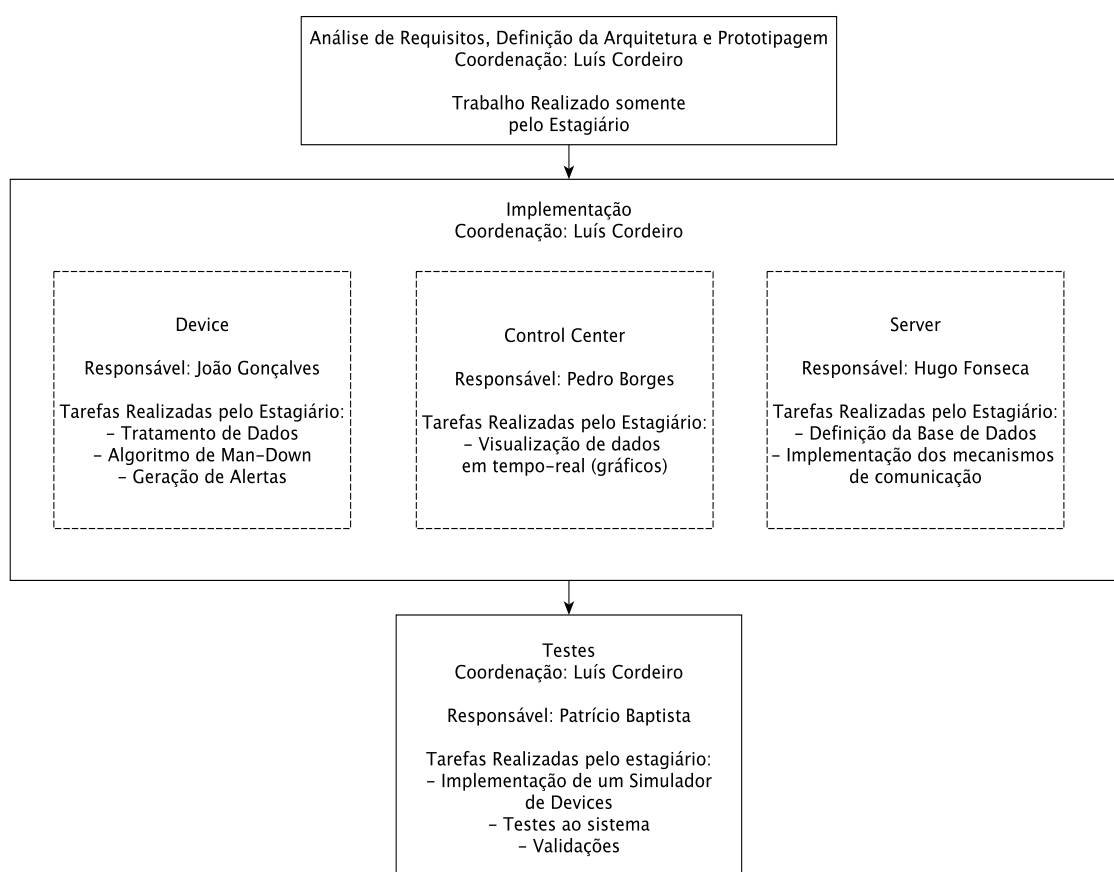 Análise de Requisitos, Definição da Arquitetura e Prototipagem
Coordenação: Luís Cordeiro
Trabalho Realizado somente
pelo Estagiário
Implementação
Coordenação: Luís Cordeiro
Device
Responsável: João Gonçalves
Tarefas Realizadas pelo Estagiário:
– Tratamento de Dados
– Algoritmo de Man–Down
– Geração de Alertas
Control Center
Responsável: Pedro Borges
Tarefas Realizadas pelo Estagiário:
– Visualização de dados
em tempo–real (gráficos)
Server
Responsável: Hugo Fonseca
Tarefas Realizadas pelo Estagiário:
– Definição da Base de Dados
– Implementação dos mecanismos
de comunicação
Testes
Coordenação: Luís Cordeiro
Responsável: Patrício Baptista
Tarefas Realizadas pelo estagiário:
– Implementação de um Simulador
de Devices
– Testes ao sistema
– Validações